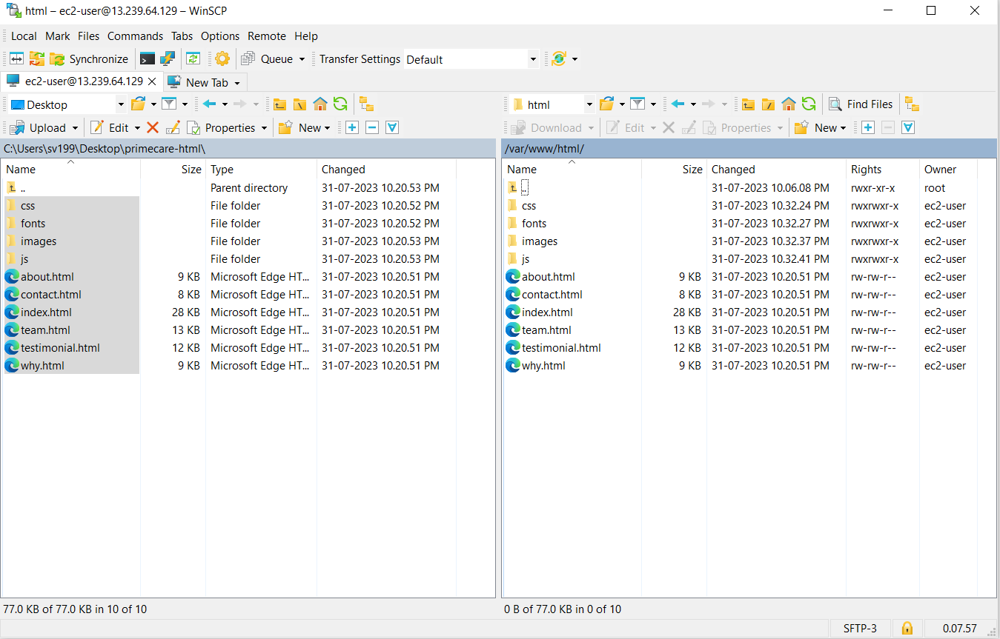 html – ec2-user@13.239.64.129 – WinSCP
Local Mark Files Commands Tabs Options Remote Help
Synchronize Queue Transfer Settings Default
ec2-user@13.239.64.129 New Tab
Desktop
html Find Files
Upload Edit Properties New
Download Edit Properties New
C:\Users\sv199\Desktop\primecare-html\
Name Size Type Changed
.. Parent directory 31-07-2023 10.20.53 PM
css File folder 31-07-2023 10.20.52 PM
fonts File folder 31-07-2023 10.20.52 PM
images File folder 31-07-2023 10.20.53 PM
js File folder 31-07-2023 10.20.53 PM
about.html 9 KB Microsoft Edge HT... 31-07-2023 10.20.51 PM
contact.html 8 KB Microsoft Edge HT... 31-07-2023 10.20.51 PM
index.html 28 KB Microsoft Edge HT... 31-07-2023 10.20.51 PM
team.html 13 KB Microsoft Edge HT... 31-07-2023 10.20.51 PM
testimonial.html 12 KB Microsoft Edge HT... 31-07-2023 10.20.51 PM
why.html 9 KB Microsoft Edge HT... 31-07-2023 10.20.51 PM
77.0 KB of 77.0 KB in 10 of 10
/var/www/html/
Name Size Changed Rights Owner
.. 31-07-2023 10.06.08 PM rwxr-xr-x root
css 31-07-2023 10.32.24 PM rwxrwxr-x ec2-user
fonts 31-07-2023 10.32.27 PM rwxrwxr-x ec2-user
images 31-07-2023 10.32.37 PM rwxrwxr-x ec2-user
js 31-07-2023 10.32.41 PM rwxrwxr-x ec2-user
about.html 9 KB 31-07-2023 10.20.51 PM rw-rw-r-- ec2-user
contact.html 8 KB 31-07-2023 10.20.51 PM rw-rw-r-- ec2-user
index.html 28 KB 31-07-2023 10.20.51 PM rw-rw-r-- ec2-user
team.html 13 KB 31-07-2023 10.20.51 PM rw-rw-r-- ec2-user
testimonial.html 12 KB 31-07-2023 10.20.51 PM rw-rw-r-- ec2-user
why.html 9 KB 31-07-2023 10.20.51 PM rw-rw-r-- ec2-user
0 B of 77.0 KB in 0 of 10
SFTP-3 0.07.57